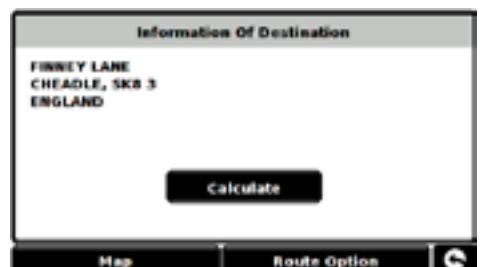 Information Of Destination
FINNEY LANE
CHEADLE, SK8 3
ENGLAND
Calculate
Map
Route Option